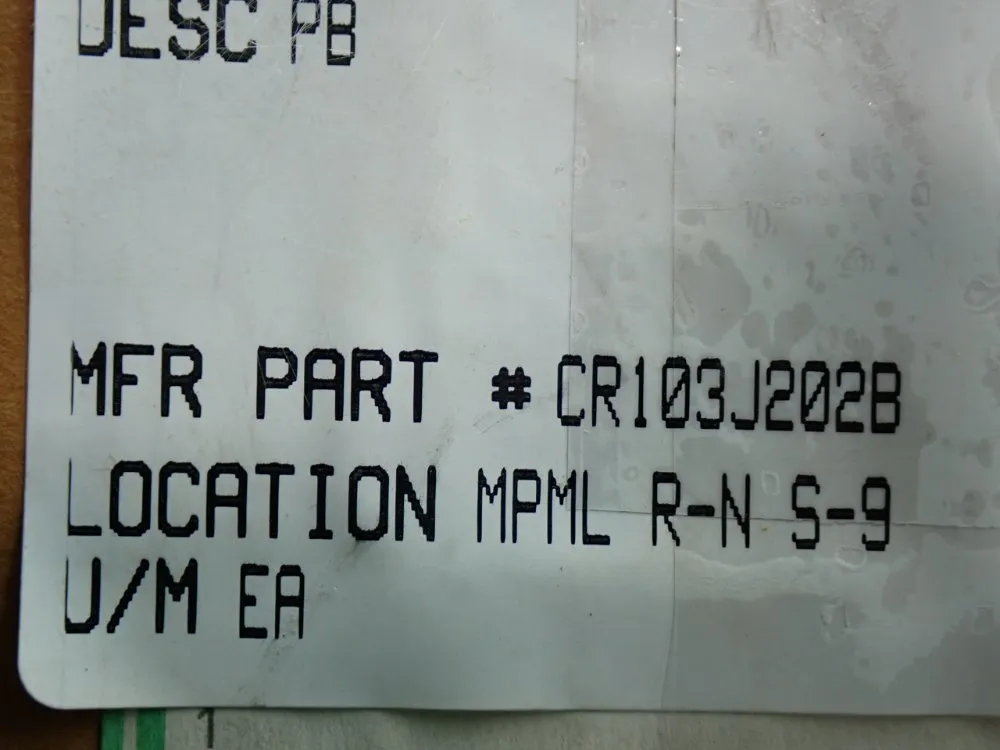 DESC PB
MFR PART # CR103J202B
LOCATION MPML R-N S-9
U/M EA